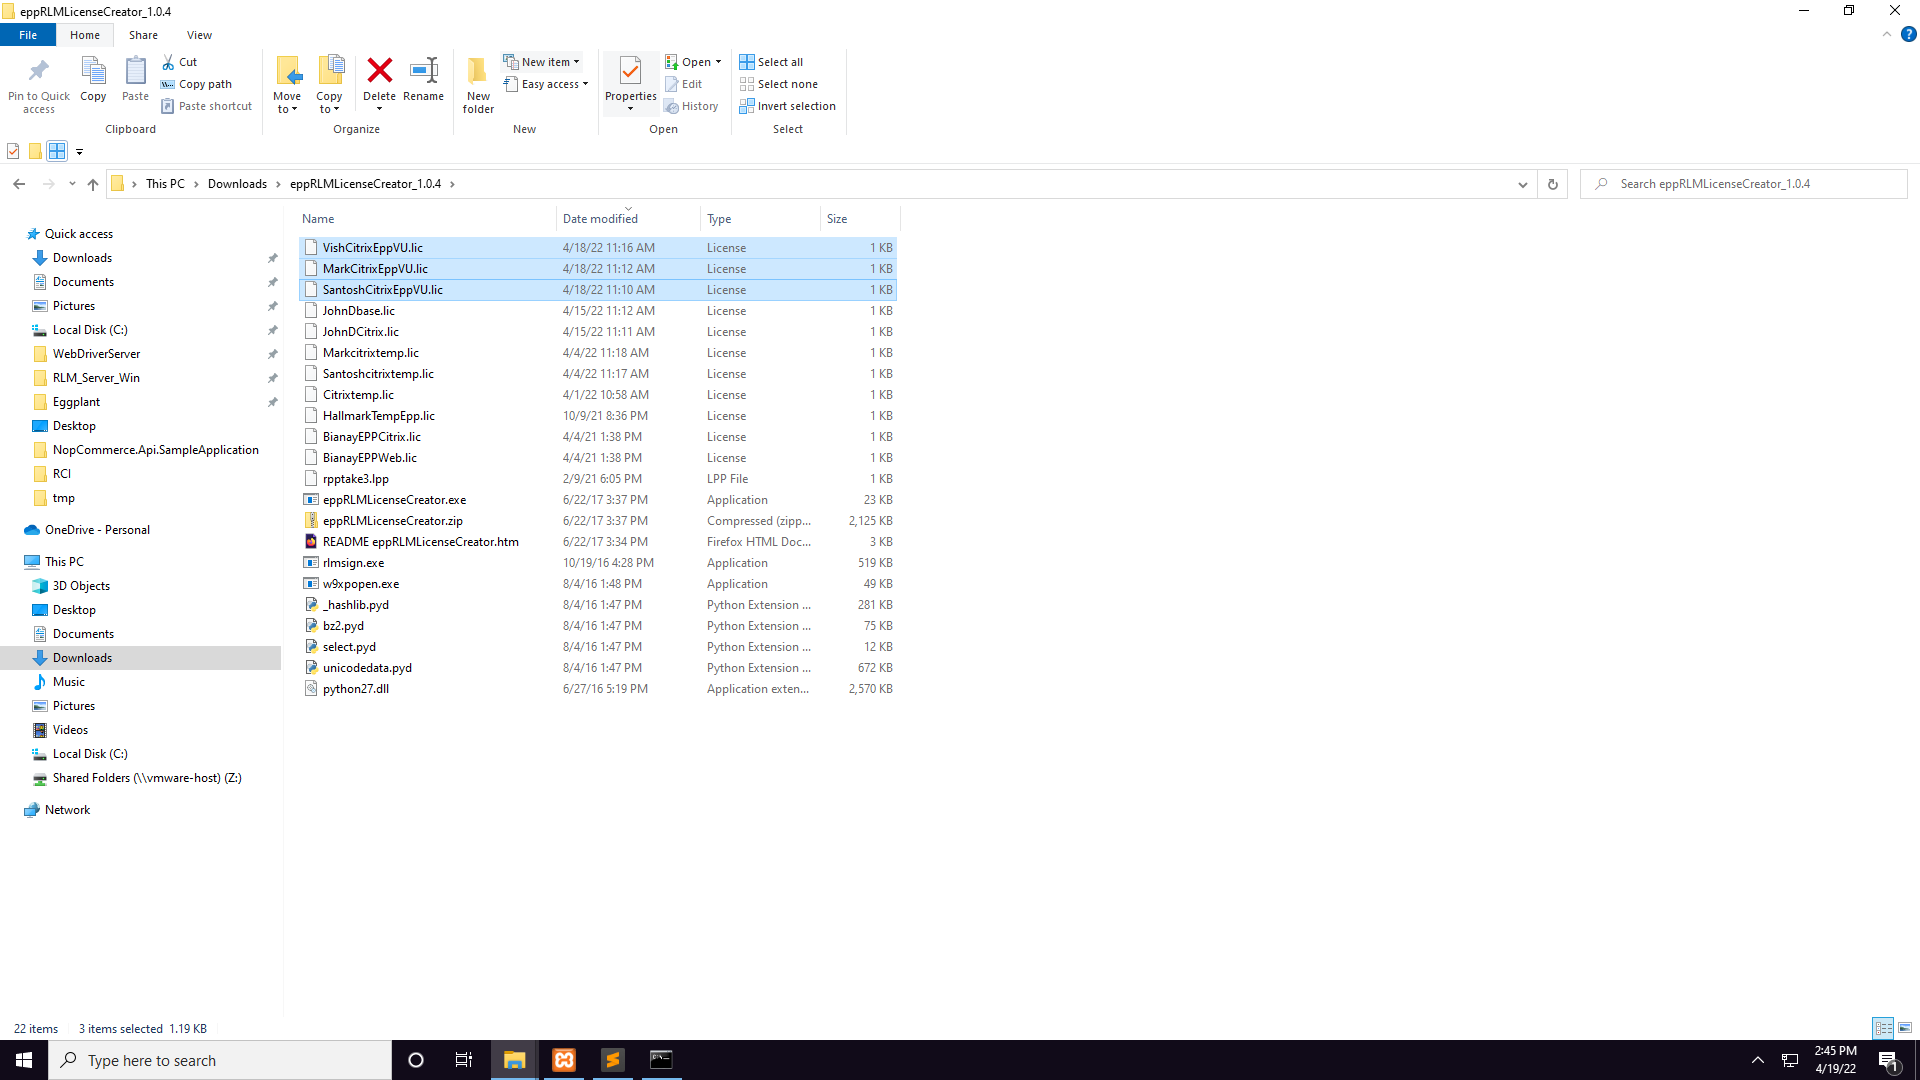 eppRLMLicenseCreator_1.0.4
File Home Share View
Pin to Quick access
Copy
Paste
Cut
Copy path
Paste shortcut
Clipboard
Move to
Copy to
Delete
Rename
Organize
New folder
New item
Easy access
New
Properties
Open
Edit
History
Open
Select all
Select none
Invert selection
Select
This PC > Downloads > eppRLMLicenseCreator_1.0.4 >
Search eppRLMLicenseCreator_1.0.4
Quick access
Downloads
Documents
Pictures
Local Disk (C:)
WebDriverServer
RLM_Server_Win
Eggplant
Desktop
NopCommerce.Api.SampleApplication
RCI
tmp
OneDrive - Personal
This PC
3D Objects
Desktop
Documents
Downloads
Music
Pictures
Videos
Local Disk (C:)
Shared Folders (\\vmware-host) (Z:)
Network
Name Date modified Type Size
VishCitrixEppVU.lic 4/18/22 11:16 AM License 1 KB
MarkCitrixEppVU.lic 4/18/22 11:12 AM License 1 KB
SantoshCitrixEppVU.lic 4/18/22 11:10 AM License 1 KB
JohnDbase.lic 4/15/22 11:12 AM License 1 KB
JohnDCitrix.lic 4/15/22 11:11 AM License 1 KB
Markcitrixtemp.lic 4/4/22 11:18 AM License 1 KB
Santoshcitrixtemp.lic 4/4/22 11:17 AM License 1 KB
Citrixtemp.lic 4/1/22 10:58 AM License 1 KB
HallmarkTempEpp.lic 10/9/21 8:36 PM License 1 KB
BianayEPPCitrix.lic 4/4/21 1:38 PM License 1 KB
BianayEPPWeb.lic 4/4/21 1:38 PM License 1 KB
rpptake3.lpp 2/9/21 6:05 PM LPP File 1 KB
eppRLMLicenseCreator.exe 6/22/17 3:37 PM Application 23 KB
eppRLMLicenseCreator.zip 6/22/17 3:37 PM Compressed (zipp... 2,125 KB
README eppRLMLicenseCreator.htm 6/22/17 3:34 PM Firefox HTML Doc... 3 KB
rlmsign.exe 10/19/16 4:28 PM Application 519 KB
w9xpopen.exe 8/4/16 1:48 PM Application 49 KB
_hashlib.pyd 8/4/16 1:47 PM Python Extension ... 281 KB
bz2.pyd 8/4/16 1:47 PM Python Extension ... 75 KB
select.pyd 8/4/16 1:47 PM Python Extension ... 12 KB
unicodedata.pyd 8/4/16 1:47 PM Python Extension ... 672 KB
python27.dll 6/27/16 5:19 PM Application exten... 2,570 KB
22 items 3 items selected 1.19 KB
Type here to search
2:45 PM
4/19/22
1